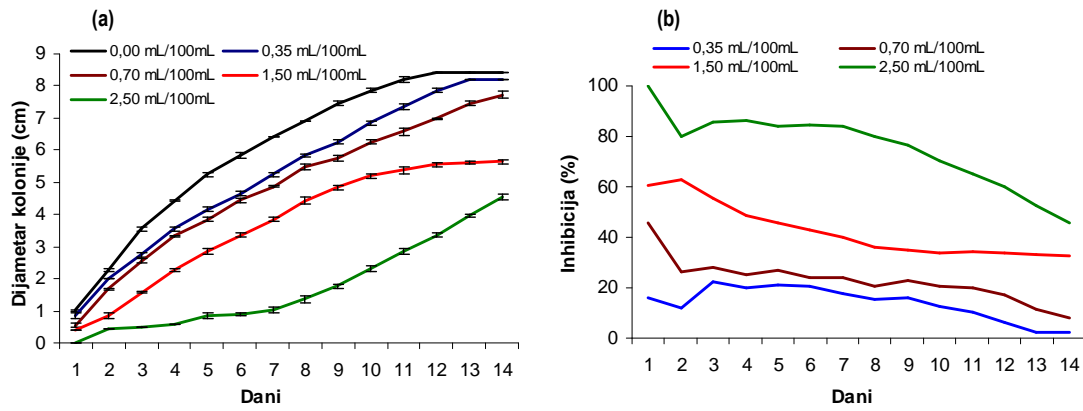 (a)
0,00 mL/100mL 0,35 mL/100mL
0,70 mL/100mL 1,50 mL/100mL
2,50 mL/100mL
Dijametar kolonije (cm)
9
8
7
6
5
4
3
2
1
0
1 2 3 4 5 6 7 8 9 10 11 12 13 14
Dani
(b)
0,35 mL/100mL 0,70 mL/100mL
1,50 mL/100mL 2,50 mL/100mL
Inhibicija (%)
100
80
60
40
20
0
1 2 3 4 5 6 7 8 9 10 11 12 13 14
Dani